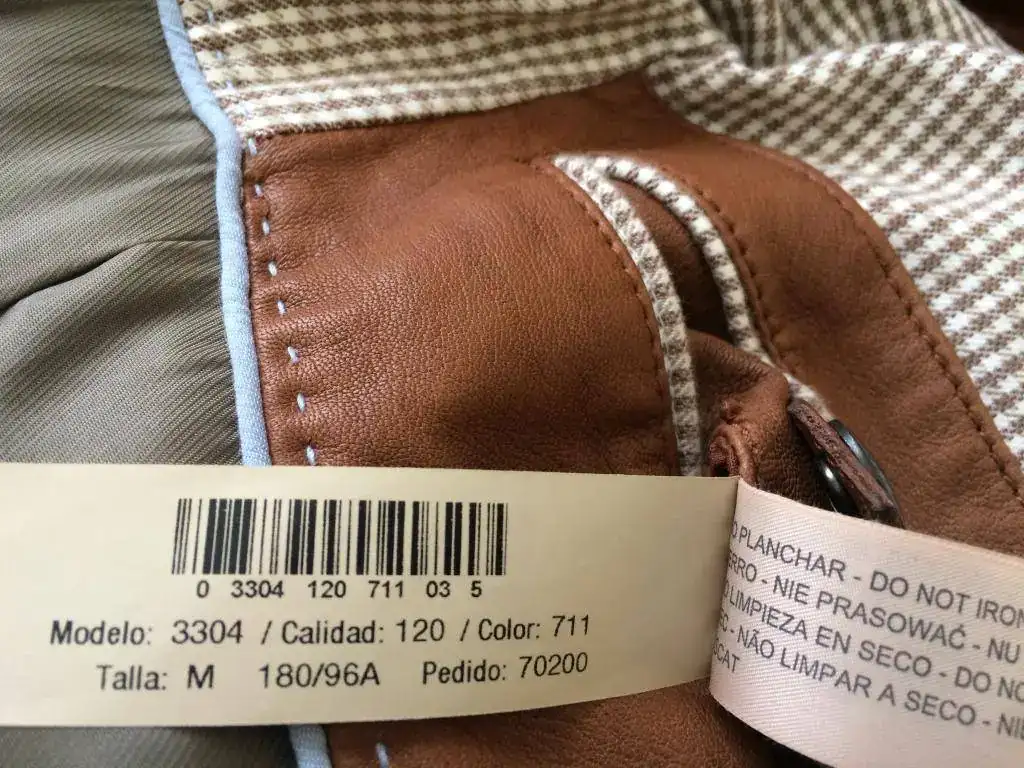 0 3304 120 711 03 5
Modelo: 3304 / Calidad: 120 / Color: 711
Talla: M 180/96A Pedido: 70200
PLANCHAR - DO NOT IRON
- NIE PRASOWAĆ - NU
LIMPIEZA EN SECO - DO
- NÃO LIMPAR A SECO -